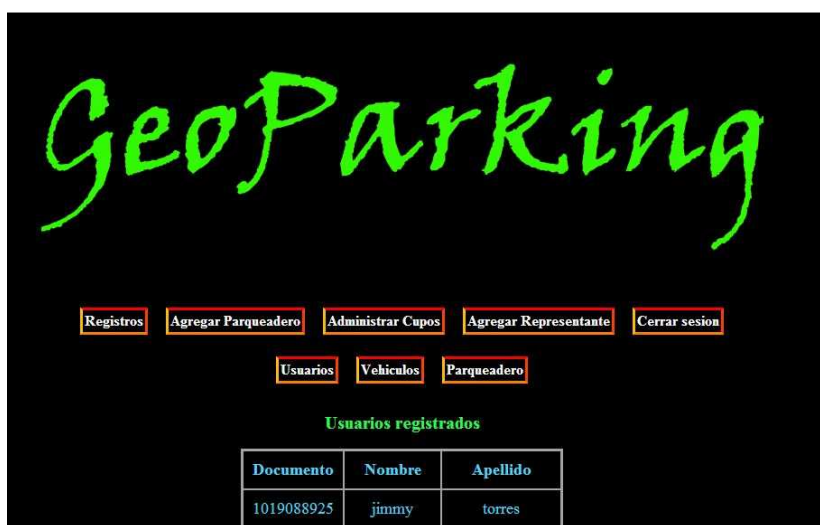 GeoParking
Registros Agregar Parqueadero Administrar Cupos Agregar Representante Cerrar sesion
Usuarios Vehiculos Parqueadero
Usuarios registrados
Documento Nombre Apellido
1019088925 jimmy torres